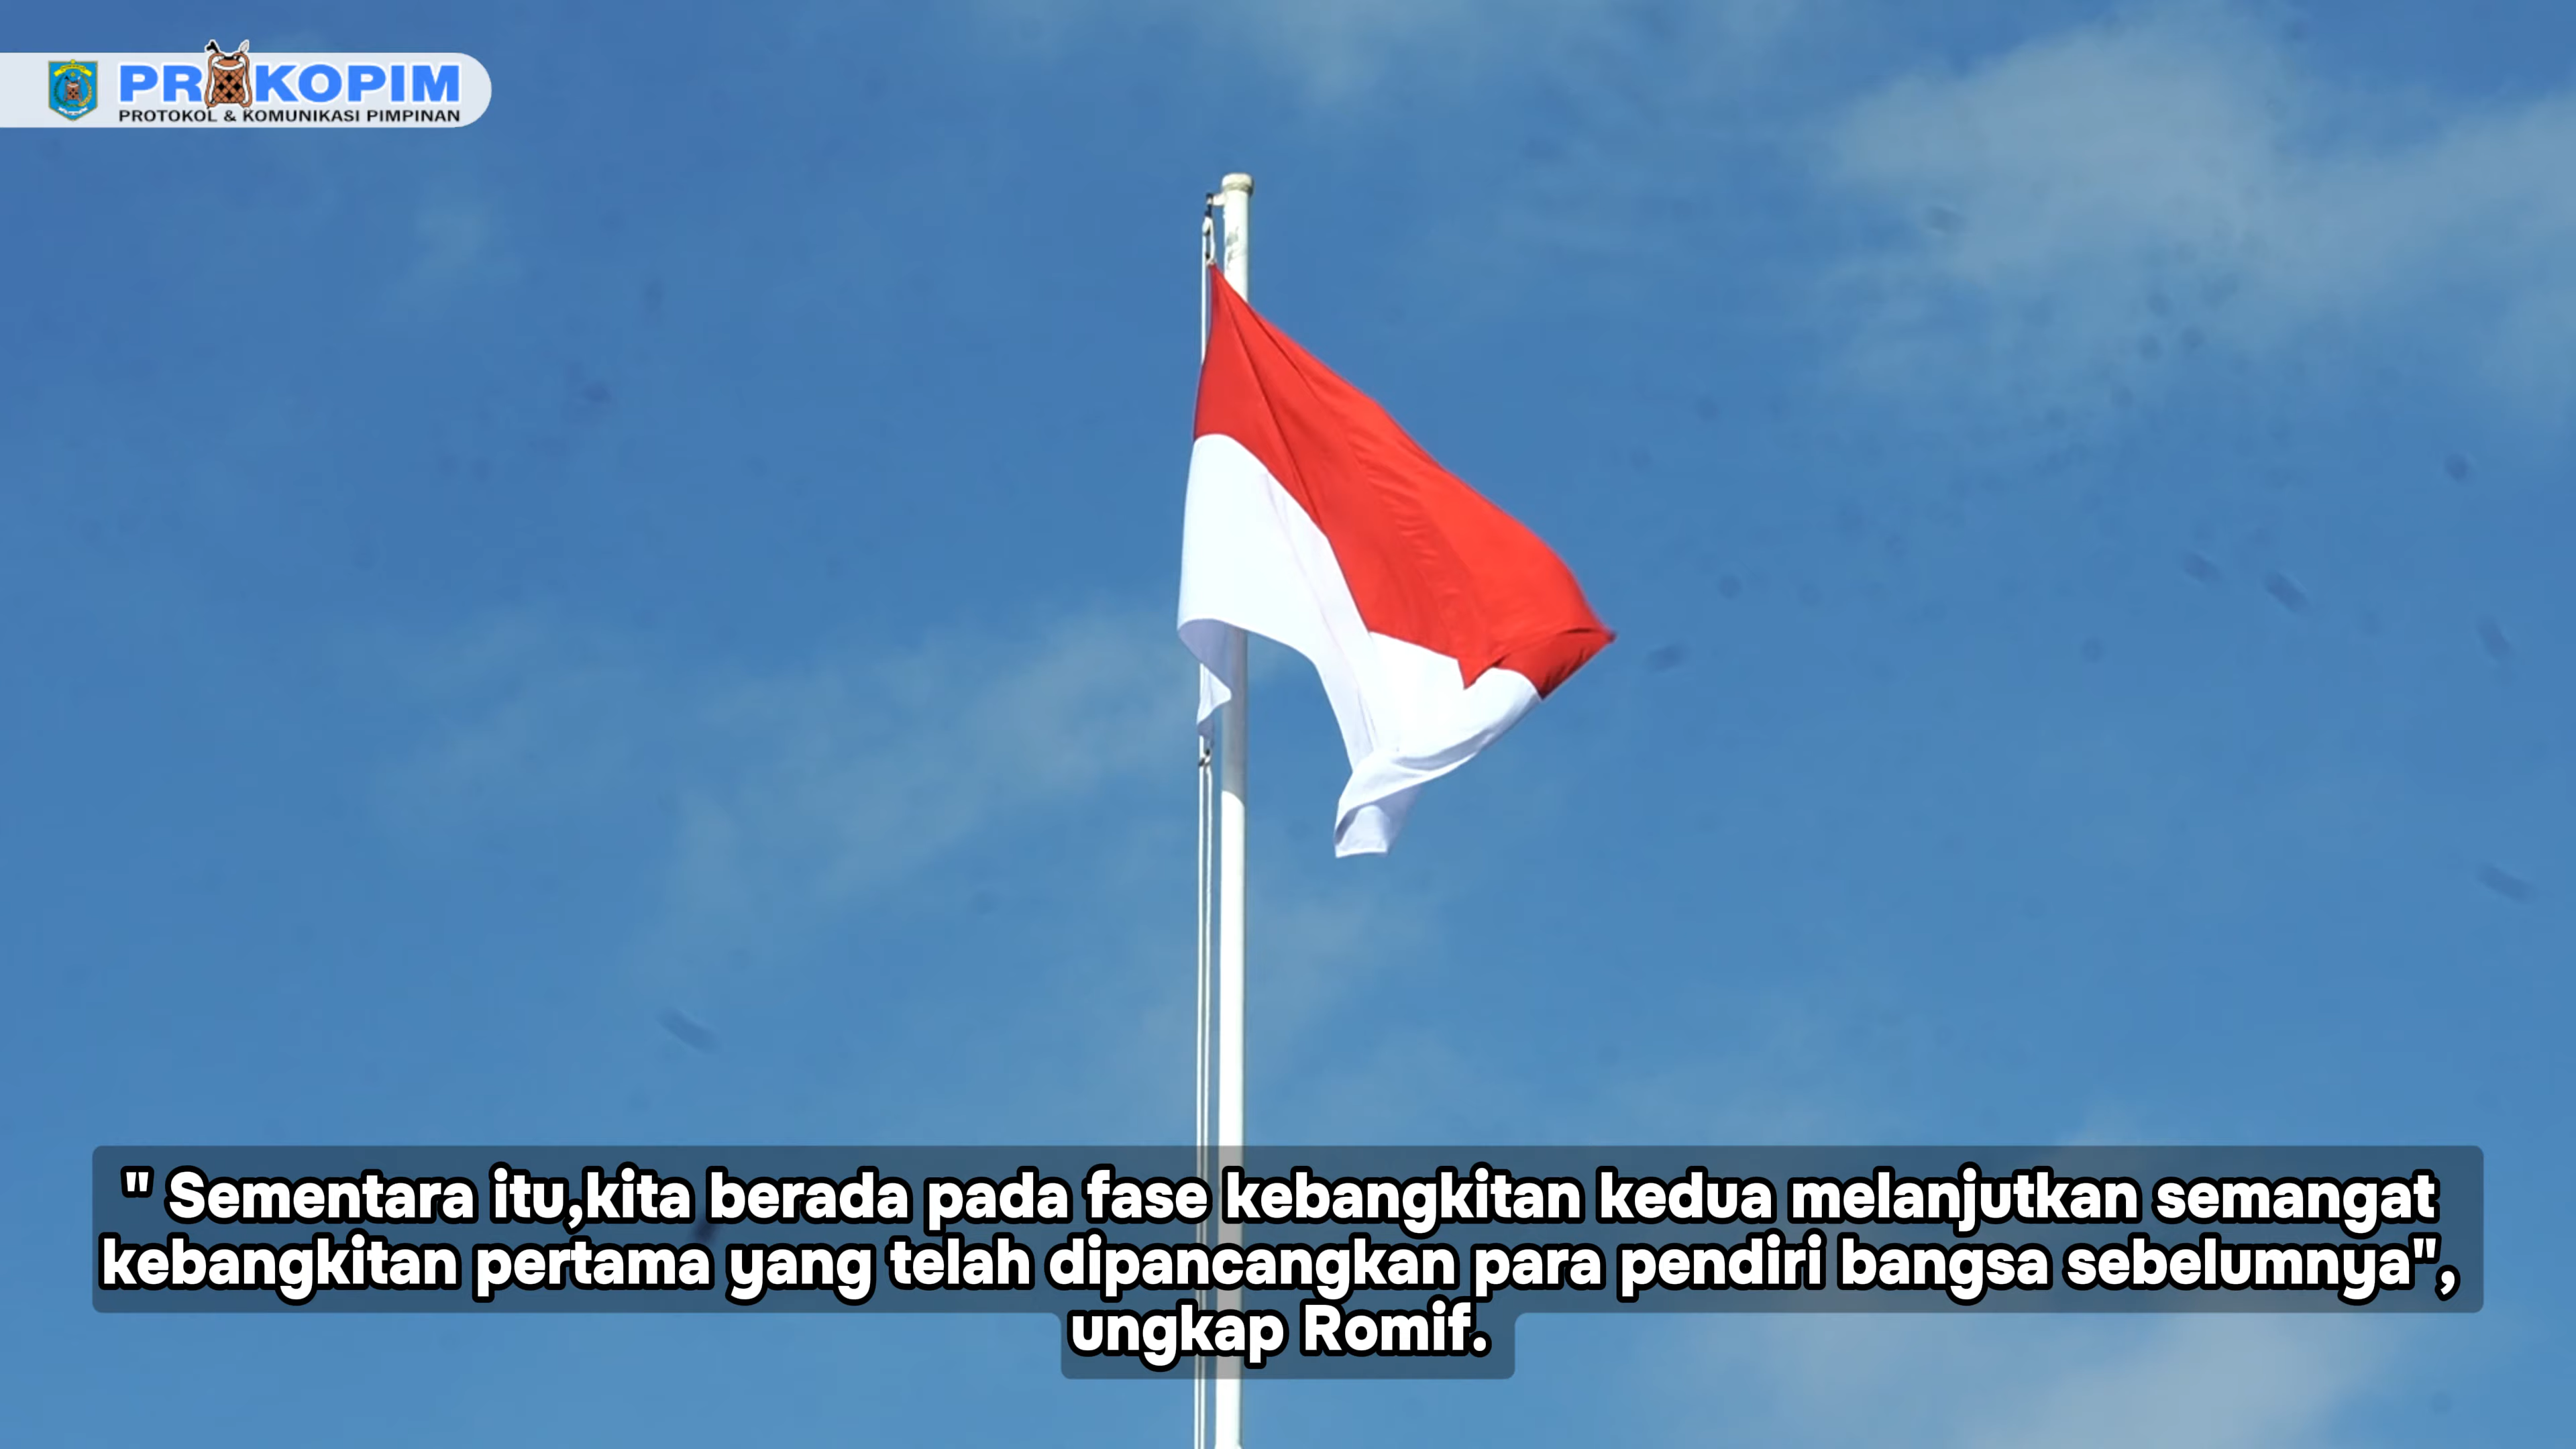 PROKOPIM
PROTOKOL & KOMUNIKASI PIMPINAN
" Sementara itu,kita berada pada fase kebangkitan kedua melanjutkan semangat
kebangkitan pertama yang telah dipancangkan para pendiri bangsa sebelumnya",
ungkap Romif.